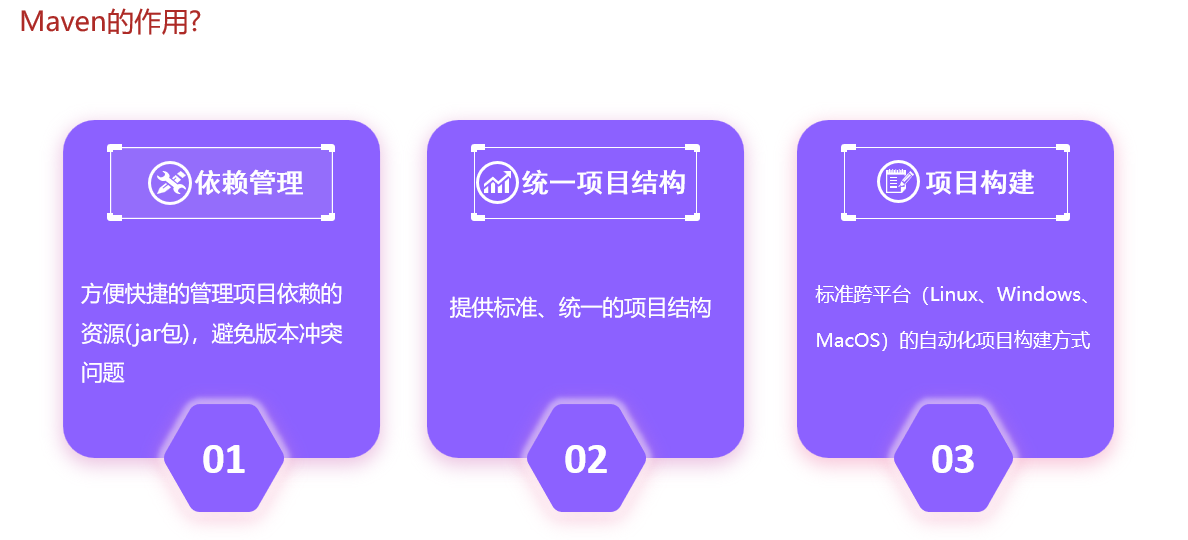 Maven的作用?
依赖管理
方便快捷的管理项目依赖的
资源(jar包)，避免版本冲突
问题
01
统一项目结构
提供标准、统一的项目结构
02
项目构建
标准跨平台（Linux、Windows、
MacOS）的自动化项目构建方式
03